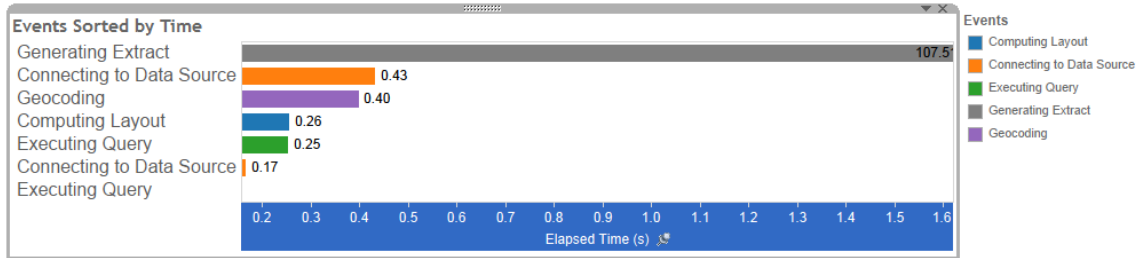 Events Sorted by Time
Generating Extract 107.51
Connecting to Data Source 0.43
Geocoding 0.40
Computing Layout 0.26
Executing Query 0.25
Connecting to Data Source 0.17
Executing Query
0.2 0.3 0.4 0.5 0.6 0.7 0.8 0.9 1.0 1.1 1.2 1.3 1.4 1.5 1.6
Elapsed Time (s)
Events
Computing Layout
Connecting to Data Source
Executing Query
Generating Extract
Geocoding